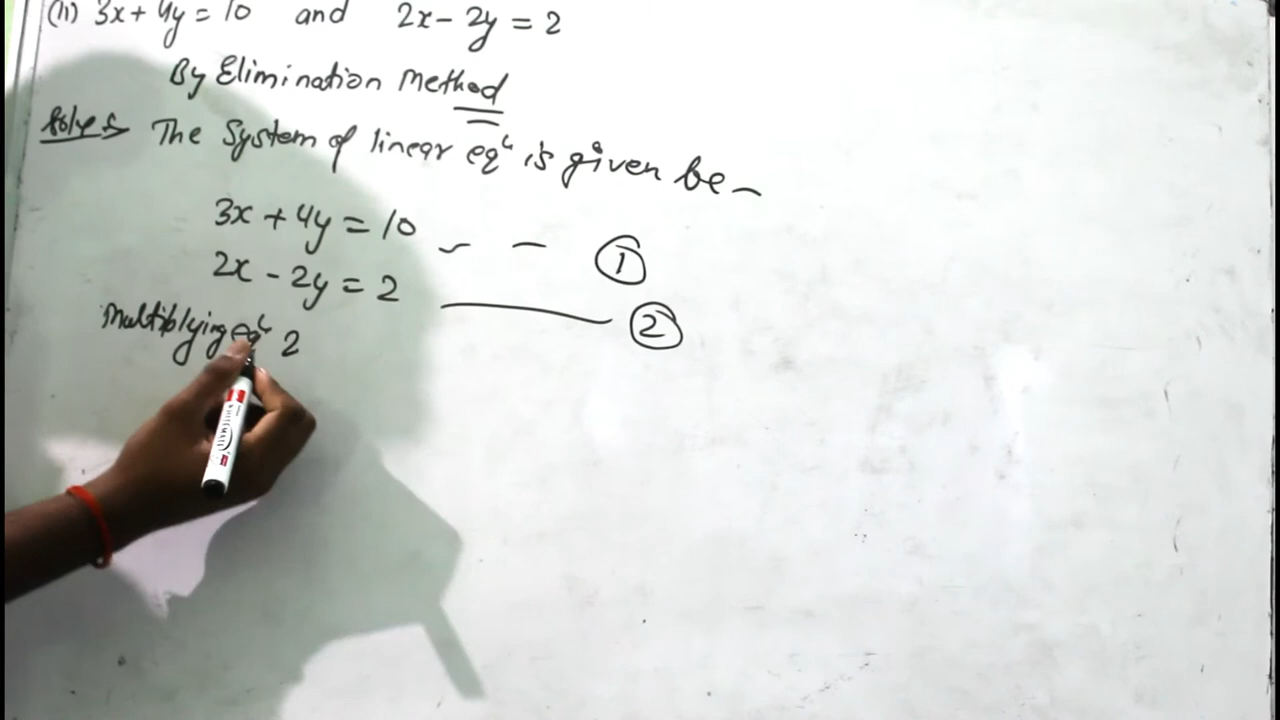 (ii) 3x + 4y = 10 and 2x - 2y = 2
By Elimination Method
The System of linear eqⁿ is given be -
3x + 4y = 10 - - ①
2x - 2y = 2 —— ②
Multiplying eqⁿ 2
WHITEMATE